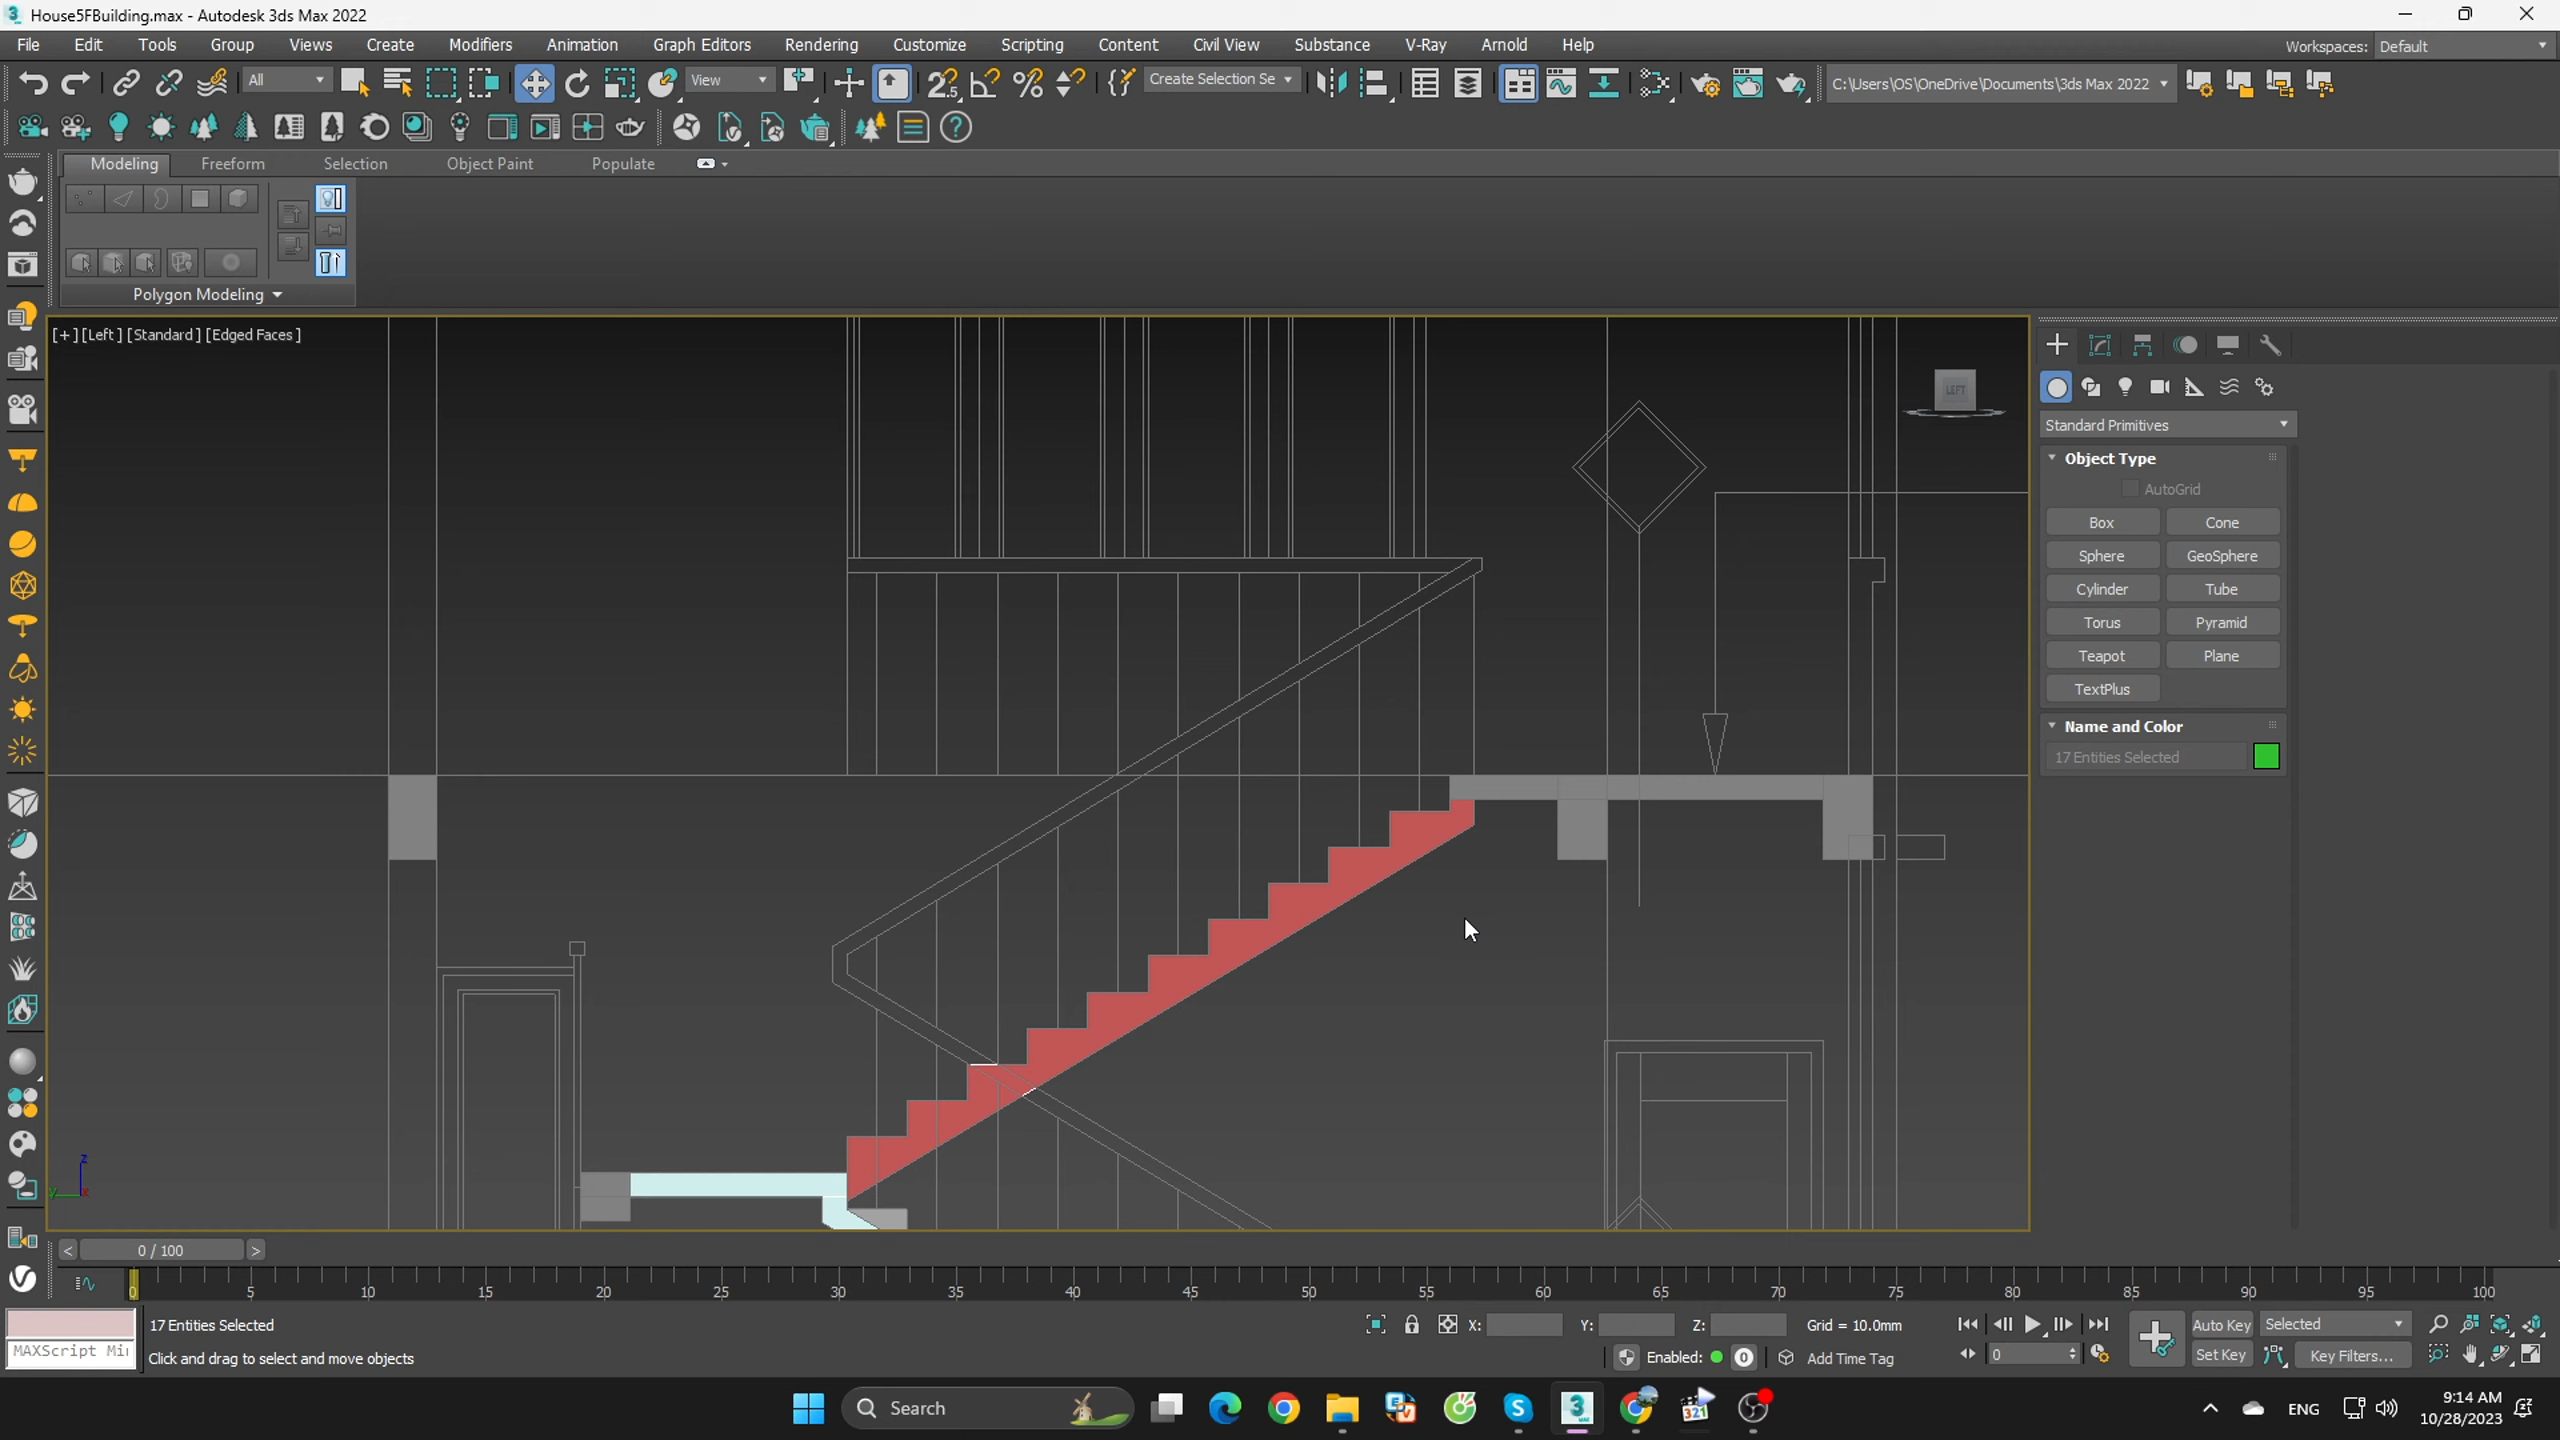 House5FBuilding.max - Autodesk 3ds Max 2022
File Edit Tools Group Views Create Modifiers Animation Graph Editors Rendering Customize Scripting Content Civil View Substance V-Ray Arnold Help
Workspaces: Default
All
View
Create Selection Se
C:\Users\OS\OneDrive\Documents\3ds Max 2022
Modeling Freeform Selection Object Paint Populate
Polygon Modeling
[+] [Left] [Standard] [Edged Faces]
LEFT
Standard Primitives
Object Type
AutoGrid
Box Cone
Sphere GeoSphere
Cylinder Tube
Torus Pyramid
Teapot Plane
TextPlus
Name and Color
17 Entities Selected
z
y x
< 0 / 100 >
0 5 10 15 20 25 30 35 40 45 50 55 60 65 70 75 80 85 90 95 100
17 Entities Selected
X: Y: Z: Grid = 10.0mm
Auto Key Selected
MAXScript Mi
Click and drag to select and move objects
Enabled: 0 Add Time Tag
0
Set Key Key Filters...
Search
321
ENG
9:14 AM
10/28/2023